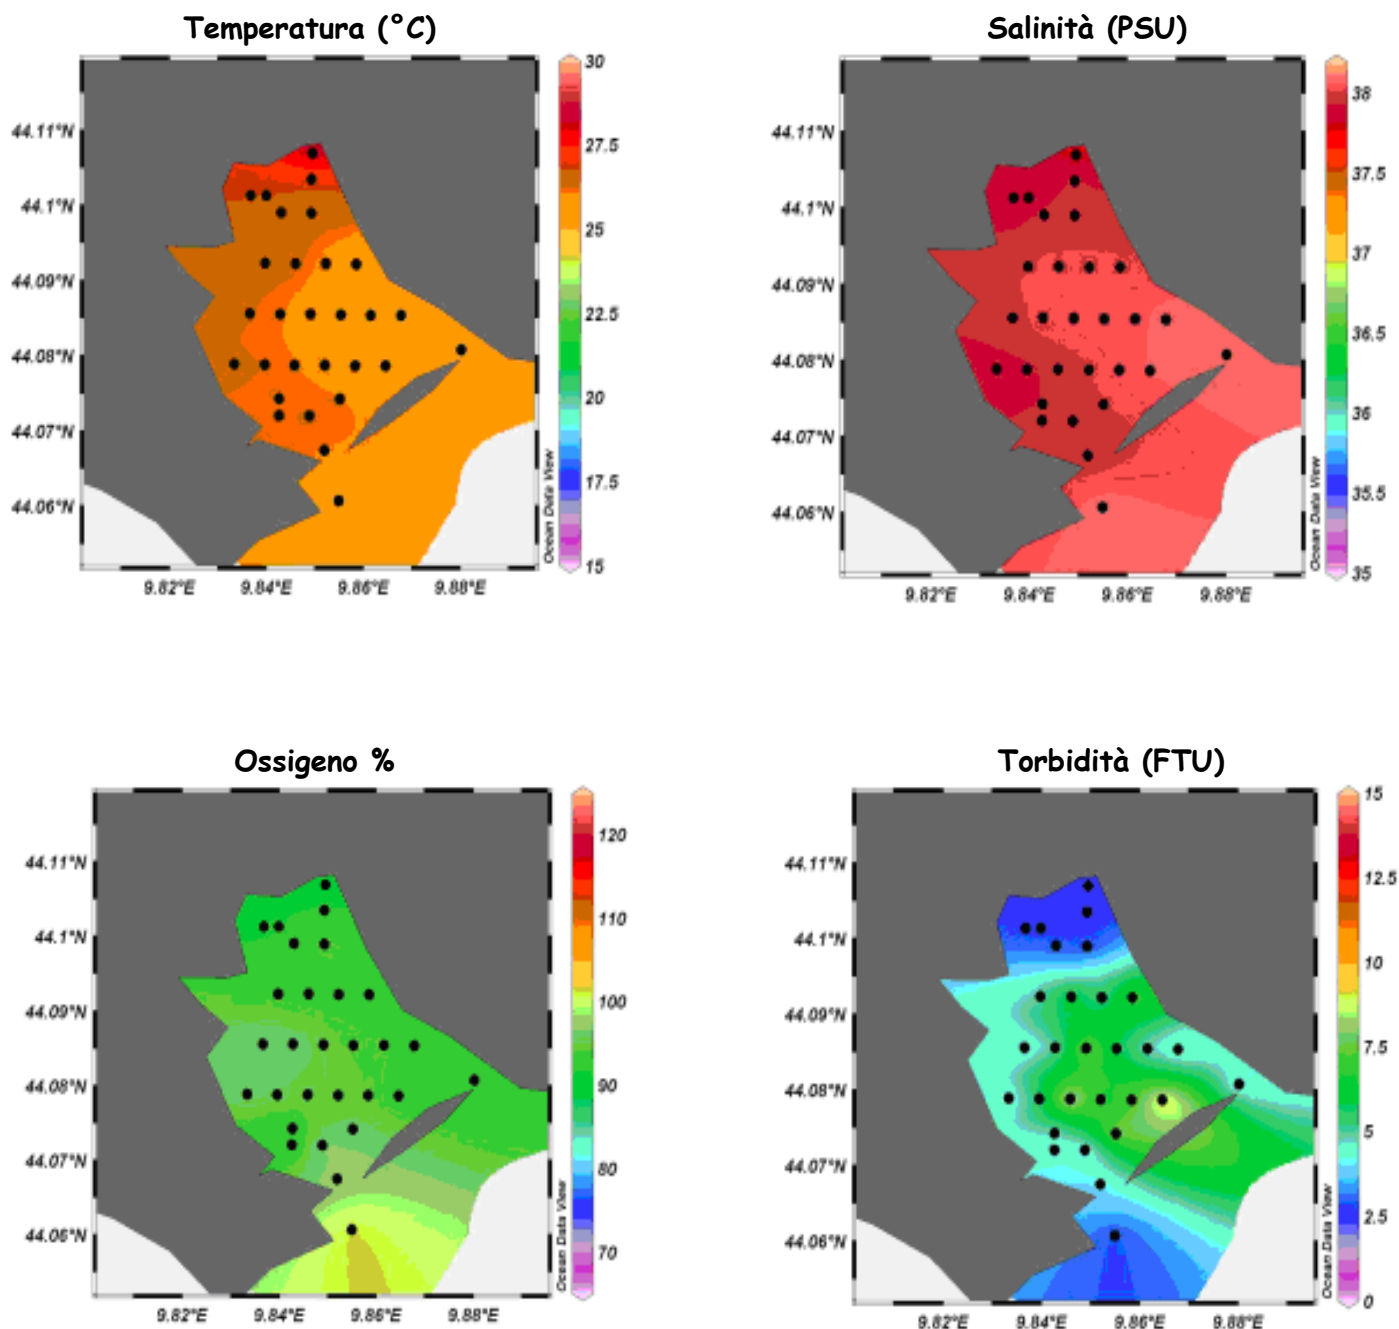 Temperatura (°C)
30
27.5
25
22.5
20
17.5
15
44.11°N
44.1°N
44.09°N
44.08°N
44.07°N
44.06°N
9.82°E 9.84°E 9.86°E 9.88°E
Ocean Data View
Salinità (PSU)
38
37.5
37
36.5
36
35.5
35
44.11°N
44.1°N
44.09°N
44.08°N
44.07°N
44.06°N
9.82°E 9.84°E 9.86°E 9.88°E
Ocean Data View
Ossigeno %
120
110
100
90
80
70
44.11°N
44.1°N
44.09°N
44.08°N
44.07°N
44.06°N
9.82°E 9.84°E 9.86°E 9.88°E
Ocean Data View
Torbidità (FTU)
15
12.5
10
7.5
5
2.5
0
44.11°N
44.1°N
44.09°N
44.08°N
44.07°N
44.06°N
9.82°E 9.84°E 9.86°E 9.88°E
Ocean Data View